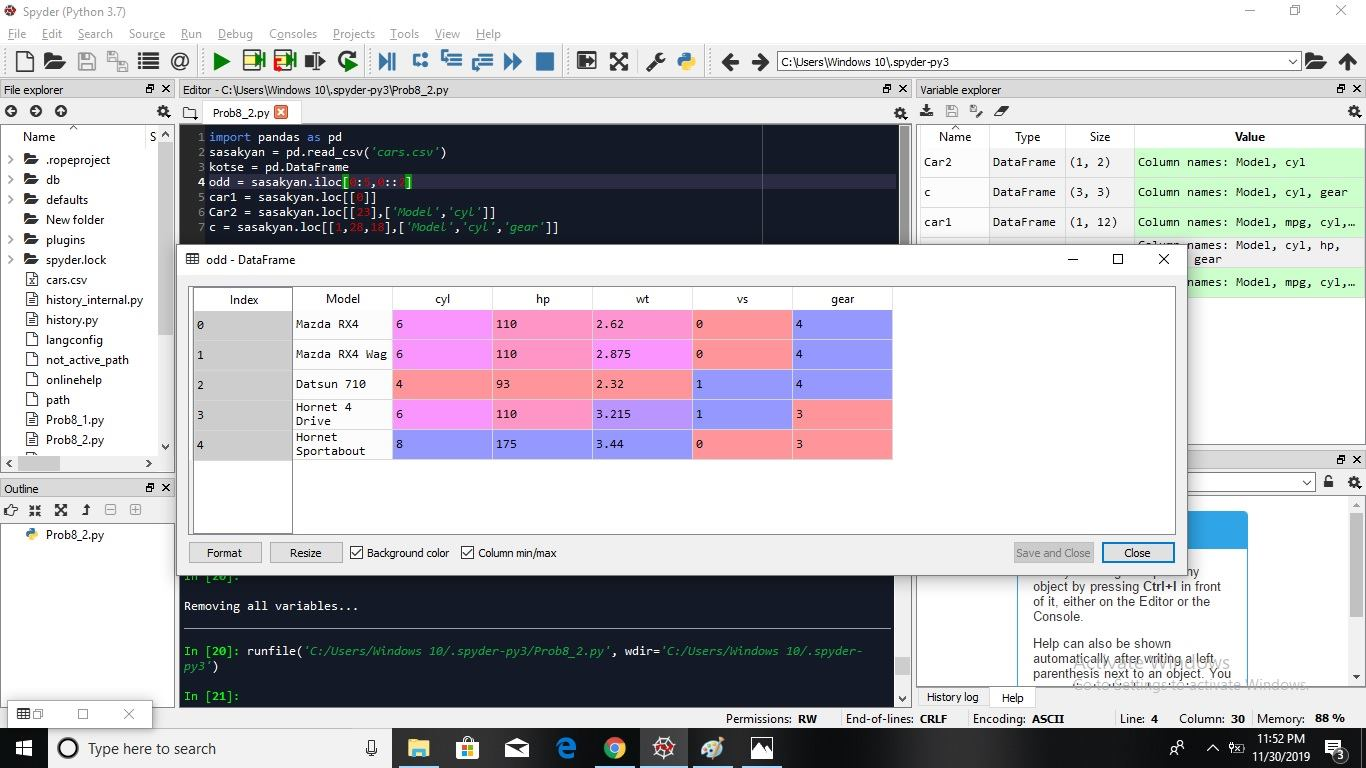 Spyder (Python 3.7)
File Edit Search Source Run Debug Consoles Projects Tools View Help
C:\Users\Windows 10\.spyder-py3
File explorer
Name S
.ropeproject
db
defaults
New folder
plugins
spyder.lock
cars.csv
history_internal.py
history.py
langconfig
not_active_path
onlinehelp
path
Prob8_1.py
Prob8_2.py
Outline
Prob8_2.py
Editor - C:\Users\Windows 10\.spyder-py3\Prob8_2.py
Prob8_2.py
1 import pandas as pd
2 sasakyan = pd.read_csv('cars.csv')
3 kotse = pd.DataFrame
4 odd = sasakyan.iloc[0:5,0::2]
5 car1 = sasakyan.loc[[0]]
6 Car2 = sasakyan.loc[[23],['Model','cyl']]
7 c = sasakyan.loc[[1,28,18],['Model','cyl','gear']]
Variable explorer
Name Type Size Value
Car2 DataFrame (1, 2) Column names: Model, cyl
c DataFrame (3, 3) Column names: Model, cyl, gear
car1 DataFrame (1, 12) Column names: Model, mpg, cyl,…
names: Model, cyl, hp,
gear
names: Model, mpg, cyl,…
odd - DataFrame
Index Model cyl hp wt vs gear
0 Mazda RX4 6 110 2.62 0 4
1 Mazda RX4 Wag 6 110 2.875 0 4
2 Datsun 710 4 93 2.32 1 4
3 Hornet 4 Drive 6 110 3.215 1 3
4 Hornet Sportabout 8 175 3.44 0 3
Format Resize Background color Column min/max Save and Close Close
In [20]:
Removing all variables...
In [20]: runfile('C:/Users/Windows 10/.spyder-py3/Prob8_2.py', wdir='C:/Users/Windows 10/.spyder-
py3')
In [21]:
object by pressing Ctrl+I in front
of it, either on the Editor or the
Console.
Help can also be shown
automatically after writing a left
parenthesis next to an object. You
Activate Windows
Go to Settings to activate Windows.
History log Help
Permissions: RW End-of-lines: CRLF Encoding: ASCII Line: 4 Column: 30 Memory: 88 %
Type here to search
11:52 PM
11/30/2019
3